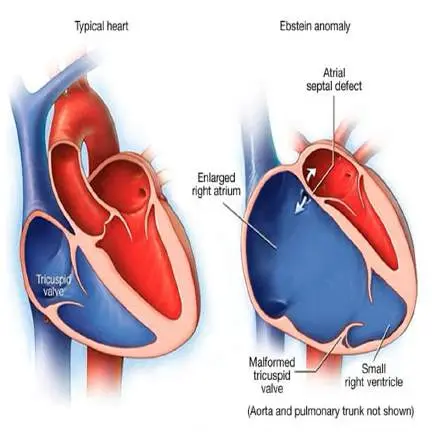 Typical heart
Ebstein anomaly
Atrial
septal defect
Enlarged
right atrium
Tricuspid
valve
Malformed
tricuspid
valve
Small
right ventricle
(Aorta and pulmonary trunk not shown)